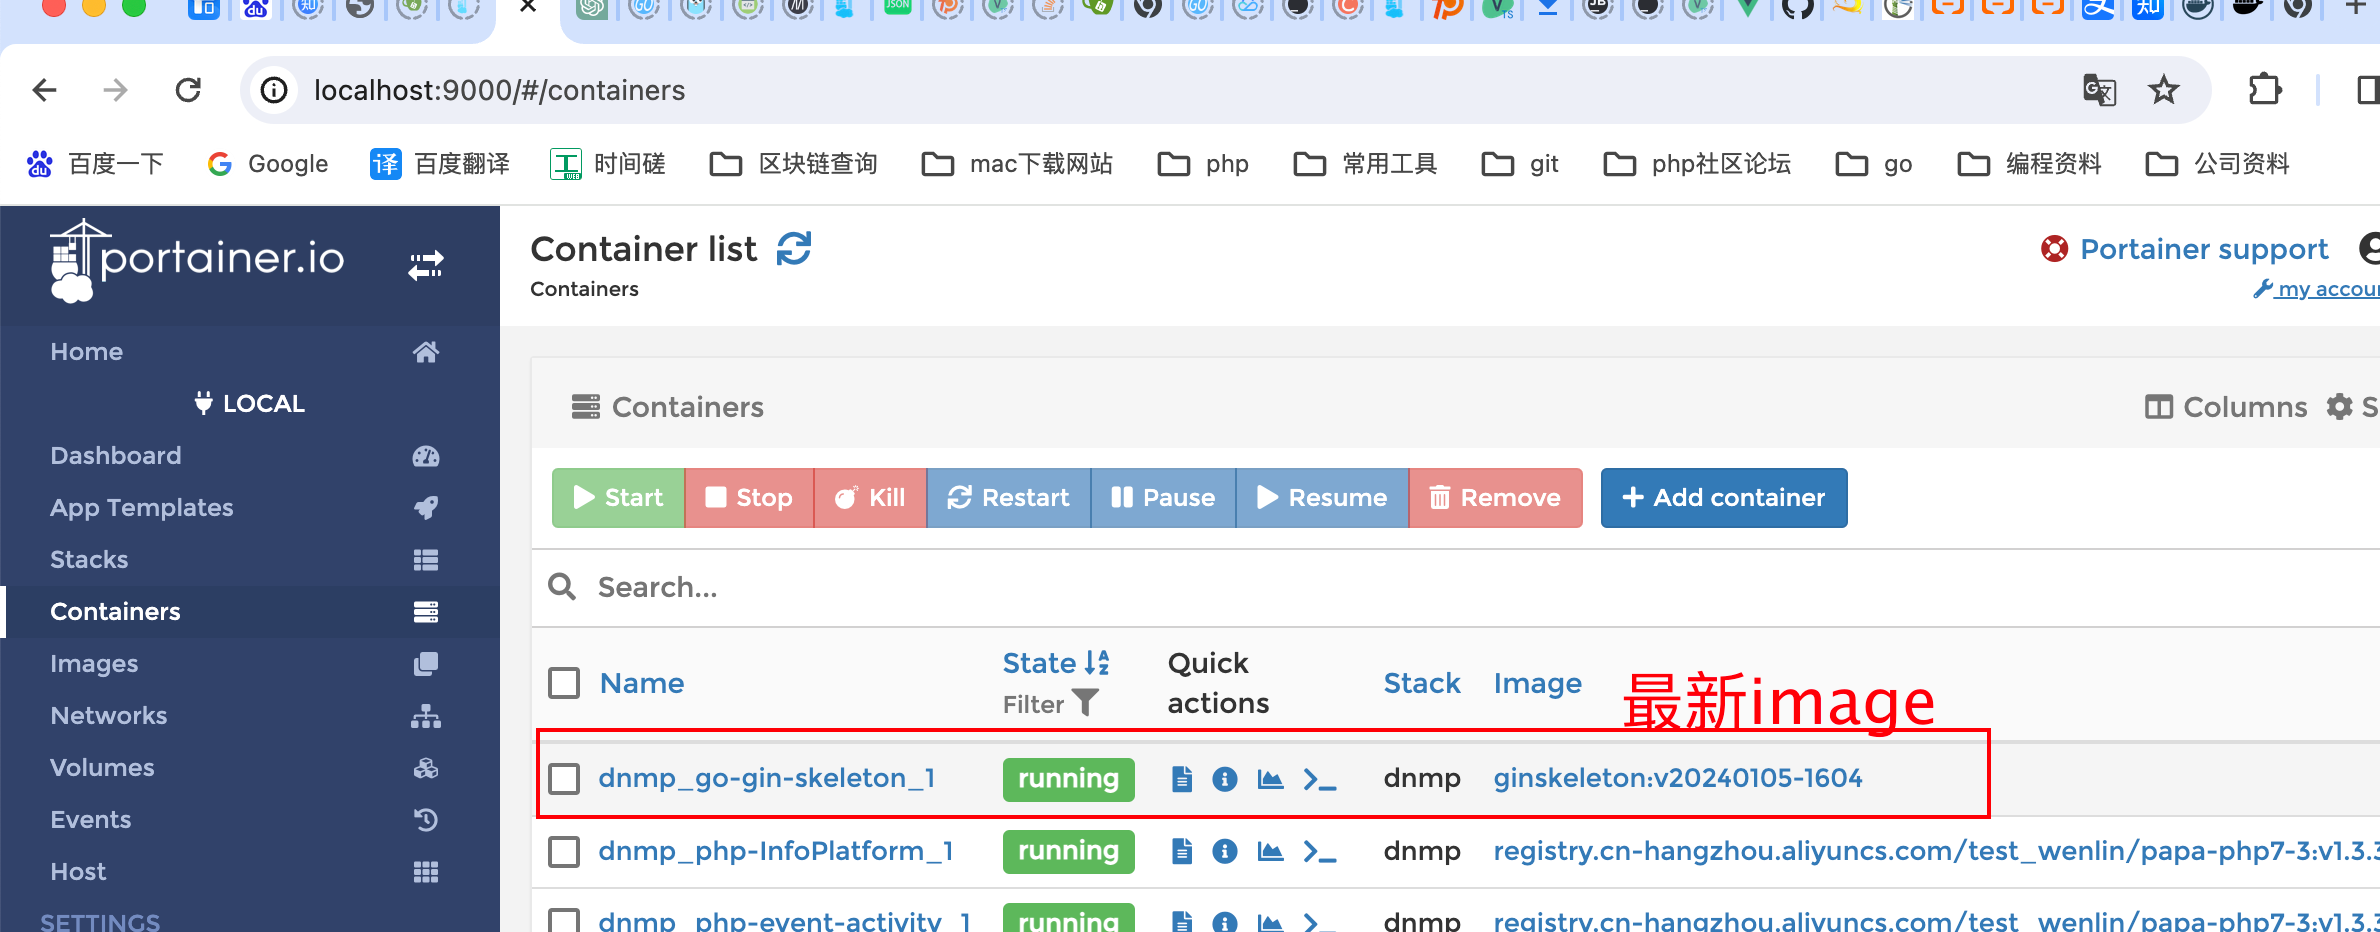 localhost:9000/#/containers
百度一下 Google 译 百度翻译 时间磋 区块链查询 mac下载网站 php 常用工具 git php社区论坛 go 编程资料 公司资料
portainer.io
Container list
Portainer support
Containers
my accou
Home
LOCAL
Dashboard
App Templates
Stacks
Containers
Images
Networks
Volumes
Events
Host
SETTINGS
Containers
Columns
Start Stop Kill Restart Pause Resume Remove Add container
Search...
Name State Filter Quick actions Stack Image
最新image
dnmp_go-gin-skeleton_1 running dnmp ginskeleton:v20240105-1604
dnmp_php-InfoPlatform_1 running dnmp registry.cn-hangzhou.aliyuncs.com/test_wenlin/papa-php7-3:v1.3.3
dnmp_php-event-activity_1 running dnmp registry.cn-hangzhou.aliyuncs.com/test_wenlin/papa-php7-3:v1.3.3